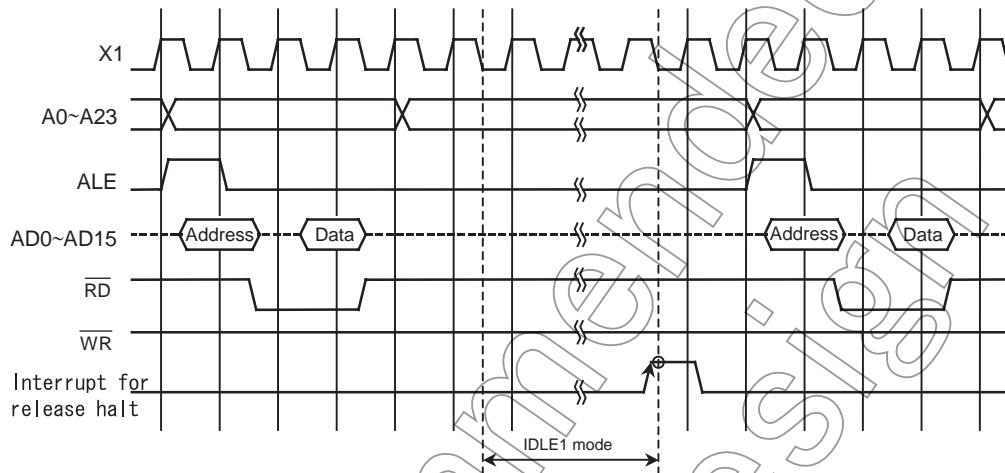 X1
A0~A23
ALE
AD0~AD15
Address
Data
Address
Data
RD
WR
Interrupt for
release halt
IDLE1 mode